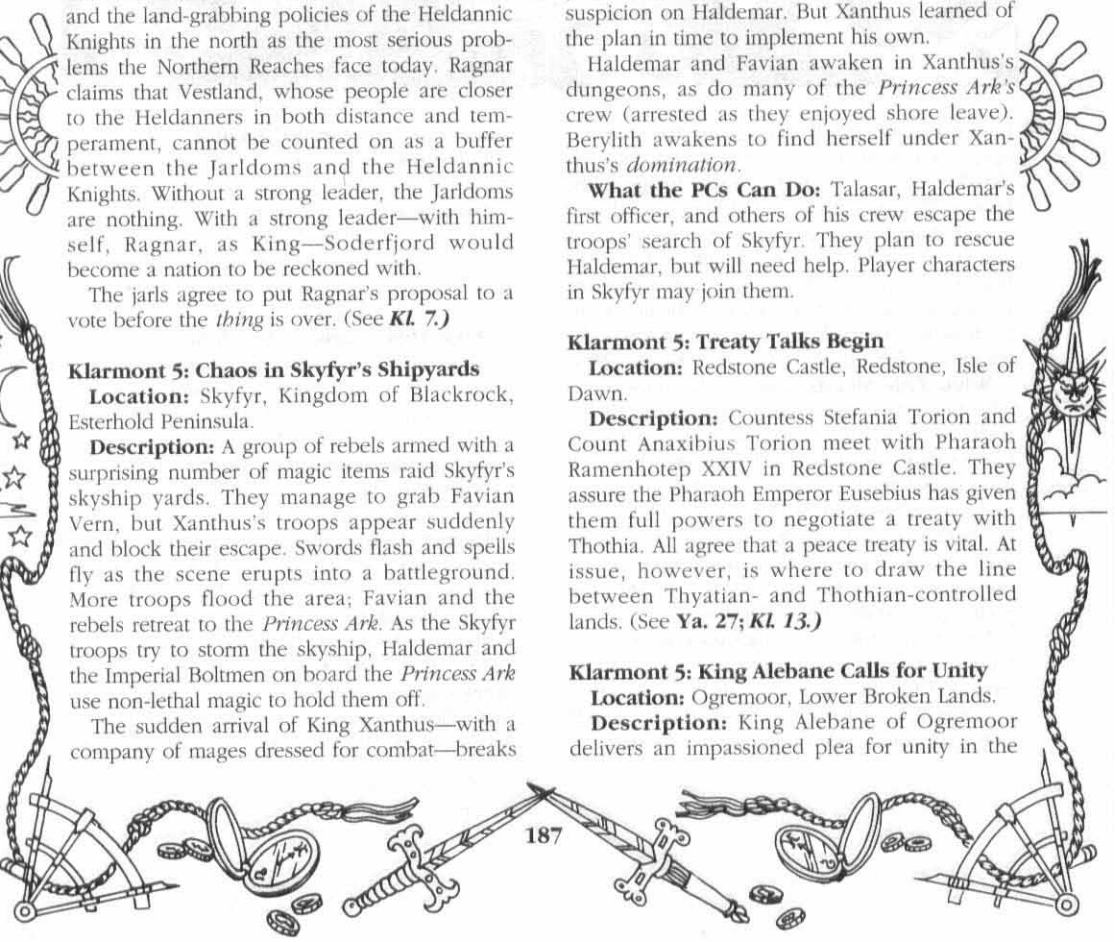 and the land-grabbing policies of the Heldannic
Knights in the north as the most serious prob-
lems the Northern Reaches face today. Ragnar
claims that Vestland, whose people are closer
to the Heldanners in both distance and tem-
perament, cannot be counted on as a buffer
between the Jarldoms and the Heldannic
Knights. Without a strong leader, the Jarldoms
are nothing. With a strong leader—with him-
self, Ragnar, as King—Soderfjord would
become a nation to be reckoned with.
The jarls agree to put Ragnar's proposal to a
vote before the thing is over. (See Kl. 7.)
Klarmont 5: Chaos in Skyfyr's Shipyards
Location: Skyfyr, Kingdom of Blackrock,
Esterhold Peninsula.
Description: A group of rebels armed with a
surprising number of magic items raid Skyfyr's
skyship yards. They manage to grab Favian
Vern, but Xanthus's troops appear suddenly
and block their escape. Swords flash and spells
fly as the scene erupts into a battleground.
More troops flood the area; Favian and the
rebels retreat to the Princess Ark. As the Skyfyr
troops try to storm the skyship, Haldemar and
the Imperial Boltmen on board the Princess Ark
use non-lethal magic to hold them off.
The sudden arrival of King Xanthus—with a
company of mages dressed for combat—breaks
suspicion on Haldemar. But Xanthus learned of
the plan in time to implement his own.
Haldemar and Favian awaken in Xanthus's
dungeons, as do many of the Princess Ark's
crew (arrested as they enjoyed shore leave).
Berylith awakens to find herself under Xan-
thus's domination.
What the PCs Can Do: Talasar, Haldemar's
first officer, and others of his crew escape the
troops' search of Skyfyr. They plan to rescue
Haldemar, but will need help. Player characters
in Skyfyr may join them.
Klarmont 5: Treaty Talks Begin
Location: Redstone Castle, Redstone, Isle of
Dawn.
Description: Countess Stefania Torion and
Count Anaxibius Torion meet with Pharaoh
Ramenhotep XXIV in Redstone Castle. They
assure the Pharaoh Emperor Eusebius has given
them full powers to negotiate a treaty with
Thothia. All agree that a peace treaty is vital. At
issue, however, is where to draw the line
between Thyatian- and Thothian-controlled
lands. (See Ya. 27; Kl. 13.)
Klarmont 5: King Alebane Calls for Unity
Location: Ogremoor, Lower Broken Lands.
Description: King Alebane of Ogremoor
delivers an impassioned plea for unity in the
187